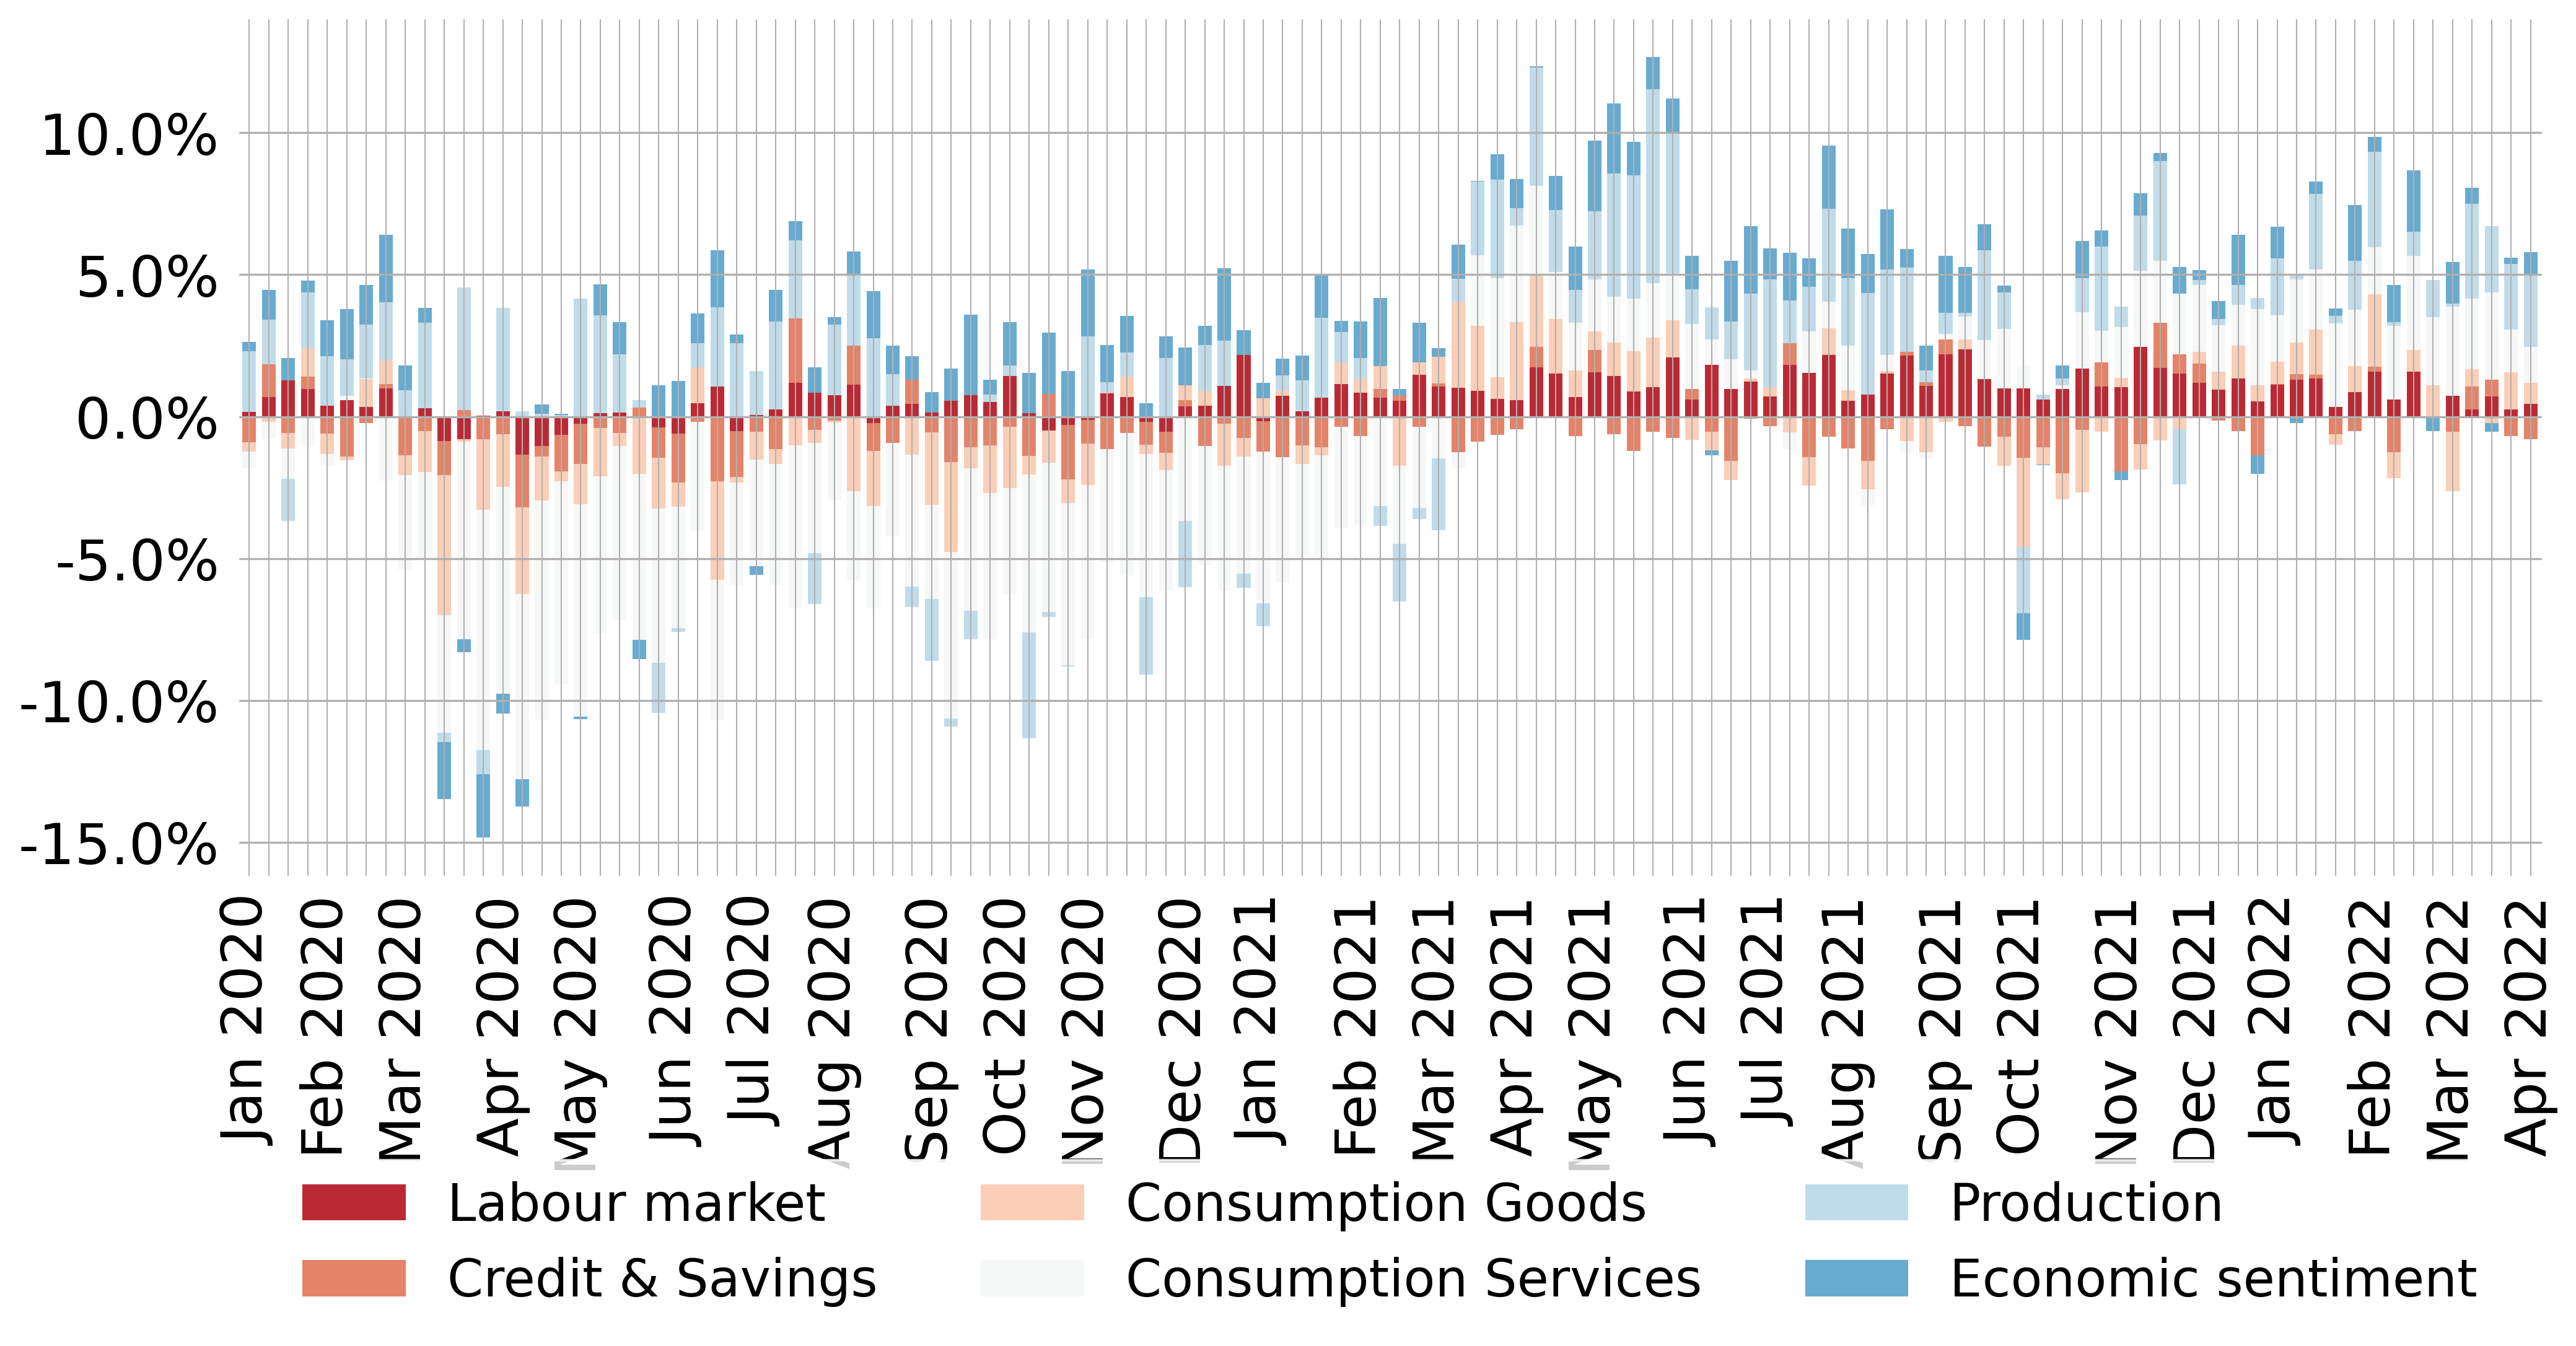 10.0%
5.0%
0.0%
-5.0%
-10.0%
-15.0%
Jan 2020
Feb 2020
Mar 2020
Apr 2020
May 2020
Jun 2020
Jul 2020
Aug 2020
Sep 2020
Oct 2020
Nov 2020
Dec 2020
Jan 2021
Feb 2021
Mar 2021
Apr 2021
May 2021
Jun 2021
Jul 2021
Aug 2021
Sep 2021
Oct 2021
Nov 2021
Dec 2021
Jan 2022
Feb 2022
Mar 2022
Apr 2022
Labour market
Credit & Savings
Consumption Goods
Consumption Services
Production
Economic sentiment